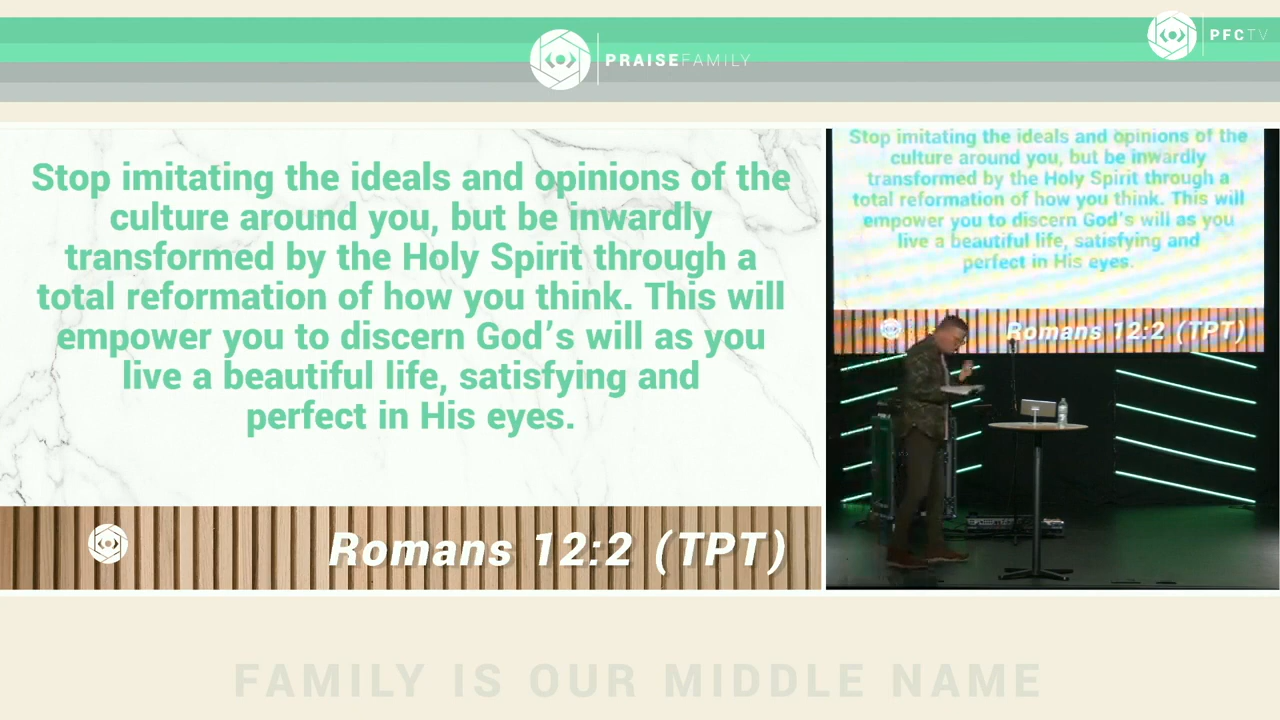 PRAISEFAMILY
PFCTV
Stop imitating the ideals and opinions of the
culture around you, but be inwardly
transformed by the Holy Spirit through a
total reformation of how you think. This will
empower you to discern God’s will as you
live a beautiful life, satisfying and
perfect in His eyes.
Romans 12:2 (TPT)
Stop imitating the ideals and opinions of the
culture around you, but be inwardly
transformed by the Holy Spirit through a
total reformation of how you think. This will
empower you to discern God's will as you
live a beautiful life, satisfying and
perfect in His eyes.
Romans 12:2 (TPT)
FAMILY IS OUR MIDDLE NAME